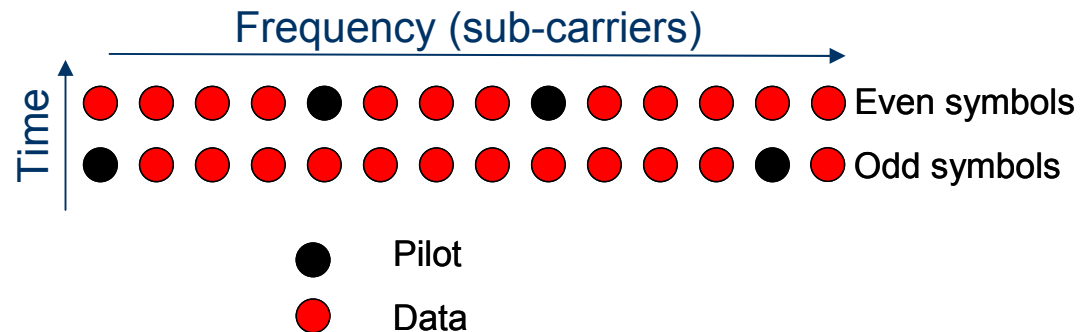 Frequency (sub-carriers)
Time
Even symbols
Odd symbols
Pilot
Data